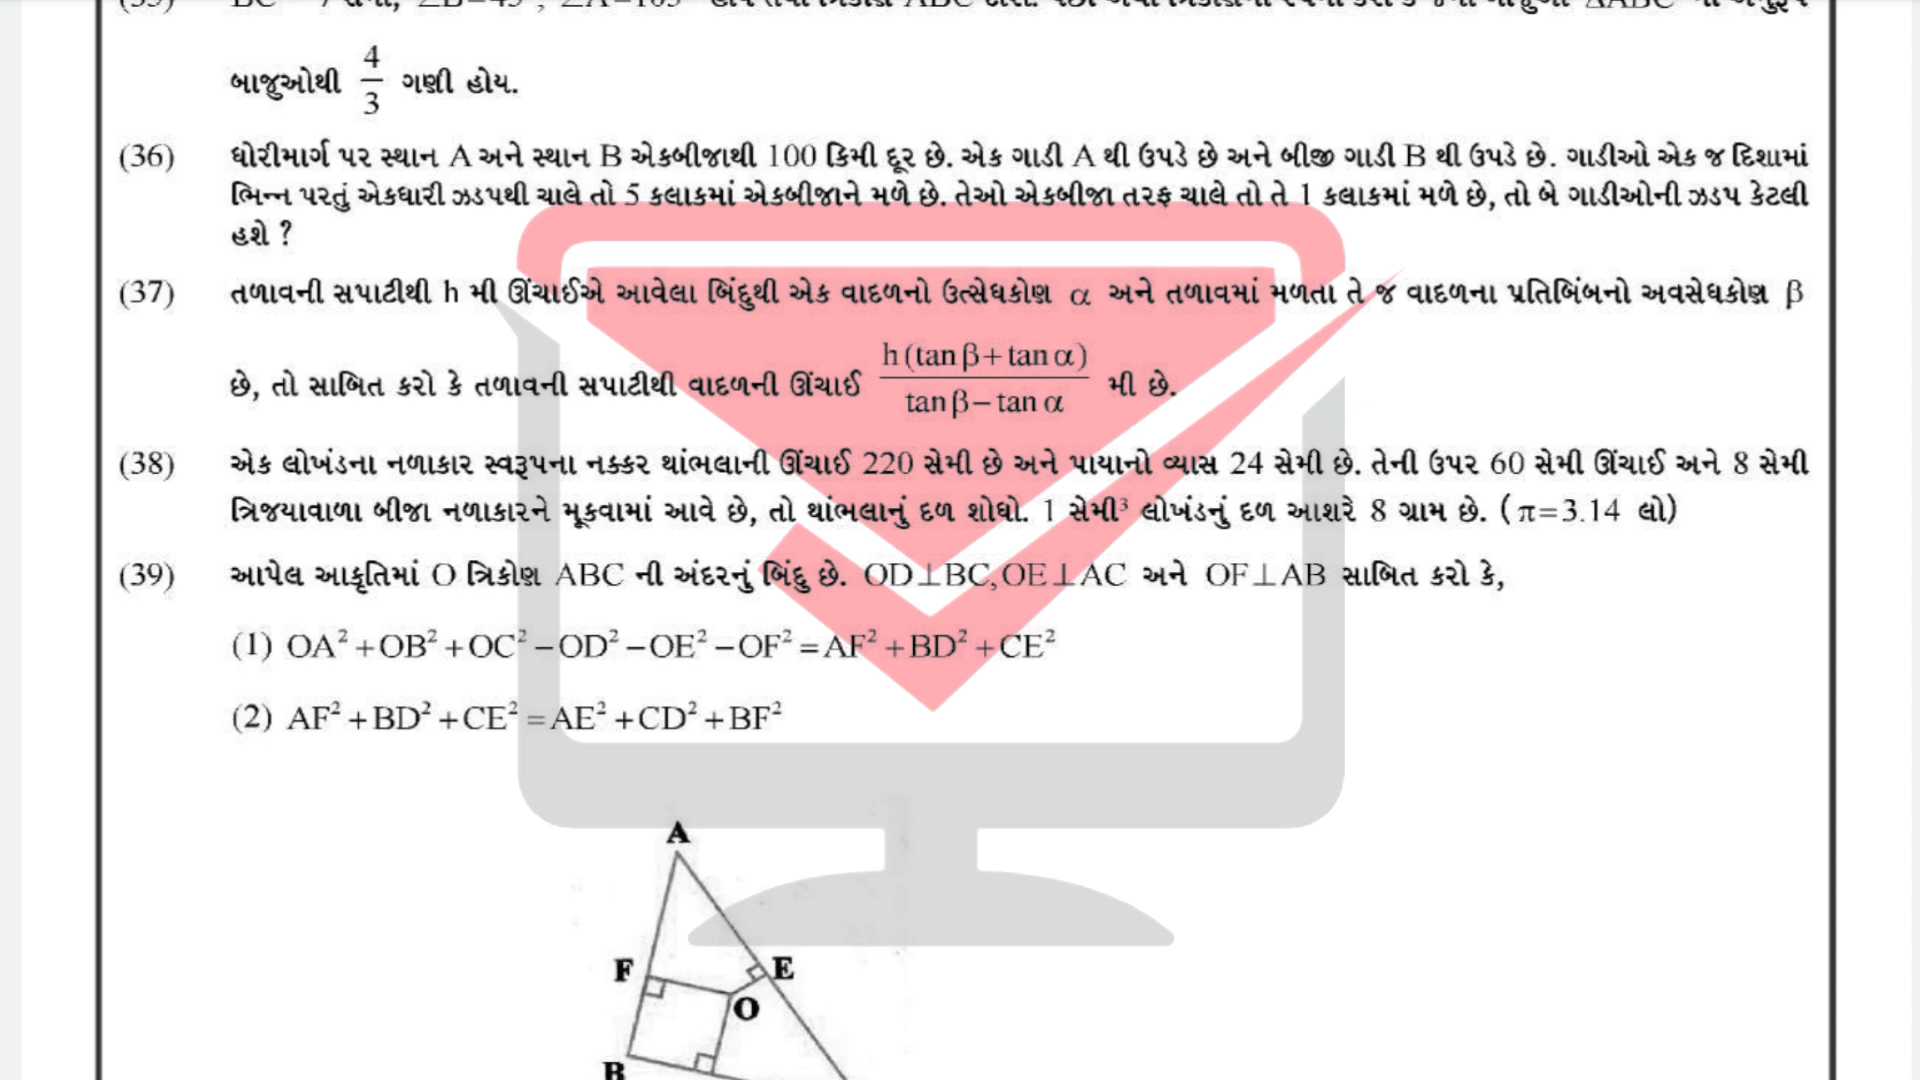 બાજુઓથી 4/3 ગણી હોય.
(36) ધોરીમાર્ગ પર સ્થાન A અને સ્થાન B એકબીજાથી 100 કિમી દૂર છે. એક ગાડી A થી ઉપડે છે અને બીજી ગાડી B થી ઉપડે છે. ગાડીઓ એક જ દિશામાં
ભિન્ન પરતું એકધારી ઝડપથી ચાલે તો 5 કલાકમાં એકબીજાને મળે છે. તેઓ એકબીજા તરફ ચાલે તો તે 1 કલાકમાં મળે છે, તો બે ગાડીઓની ઝડપ કેટલી
હશે ?
(37) તળાવની સપાટીથી h મી ઊંચાઈએ આવેલા બિંદુથી એક વાદળનો ઉત્સેધકોણ α અને તળાવમાં મળતા તે જ વાદળના પ્રતિબિંબનો અવસેધકોણ β
છે, તો સાબિત કરો કે તળાવની સપાટીથી વાદળની ઊંચાઈ h(tanβ+tanα)/tanβ−tanα મી છે.
(38) એક લોખંડના નળાકાર સ્વરૂપના નક્કર થાંભલાની ઊંચાઈ 220 સેમી છે અને પાયાનો વ્યાસ 24 સેમી છે. તેની ઉપર 60 સેમી ઊંચાઈ અને 8 સેમી
ત્રિજયાવાળા બીજા નળાકારને મૂકવામાં આવે છે, તો થાંભલાનું દળ શોધો. 1 સેમી³ લોખંડનું દળ આશરે 8 ગ્રામ છે. (π=3.14 લો)
(39) આપેલ આકૃતિમાં O ત્રિકોણ ABC ની અંદરનું બિંદુ છે. OD⊥BC,OE⊥AC અને OF⊥AB સાબિત કરો કે,
(1) OA²+OB²+OC²−OD²−OE²−OF²=AF²+BD²+CE²
(2) AF²+BD²+CE²=AE²+CD²+BF²
A
F
E
O
B